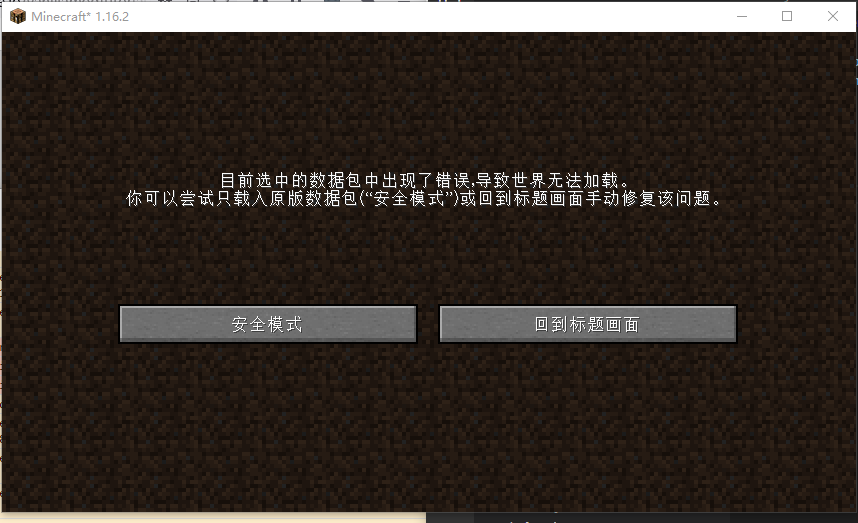 Minecraft* 1.16.2
目前选中的数据包中出现了错误,导致世界无法加载。
你可以尝试只载入原版数据包(“安全模式”)或回到标题画面手动修复该问题。
安全模式
回到标题画面